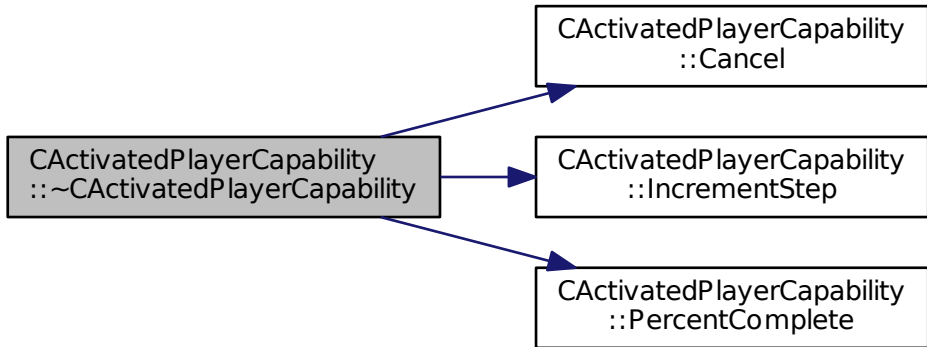 CActivatedPlayerCapability
::Cancel
CActivatedPlayerCapability
::~CActivatedPlayerCapability
CActivatedPlayerCapability
::IncrementStep
CActivatedPlayerCapability
::PercentComplete